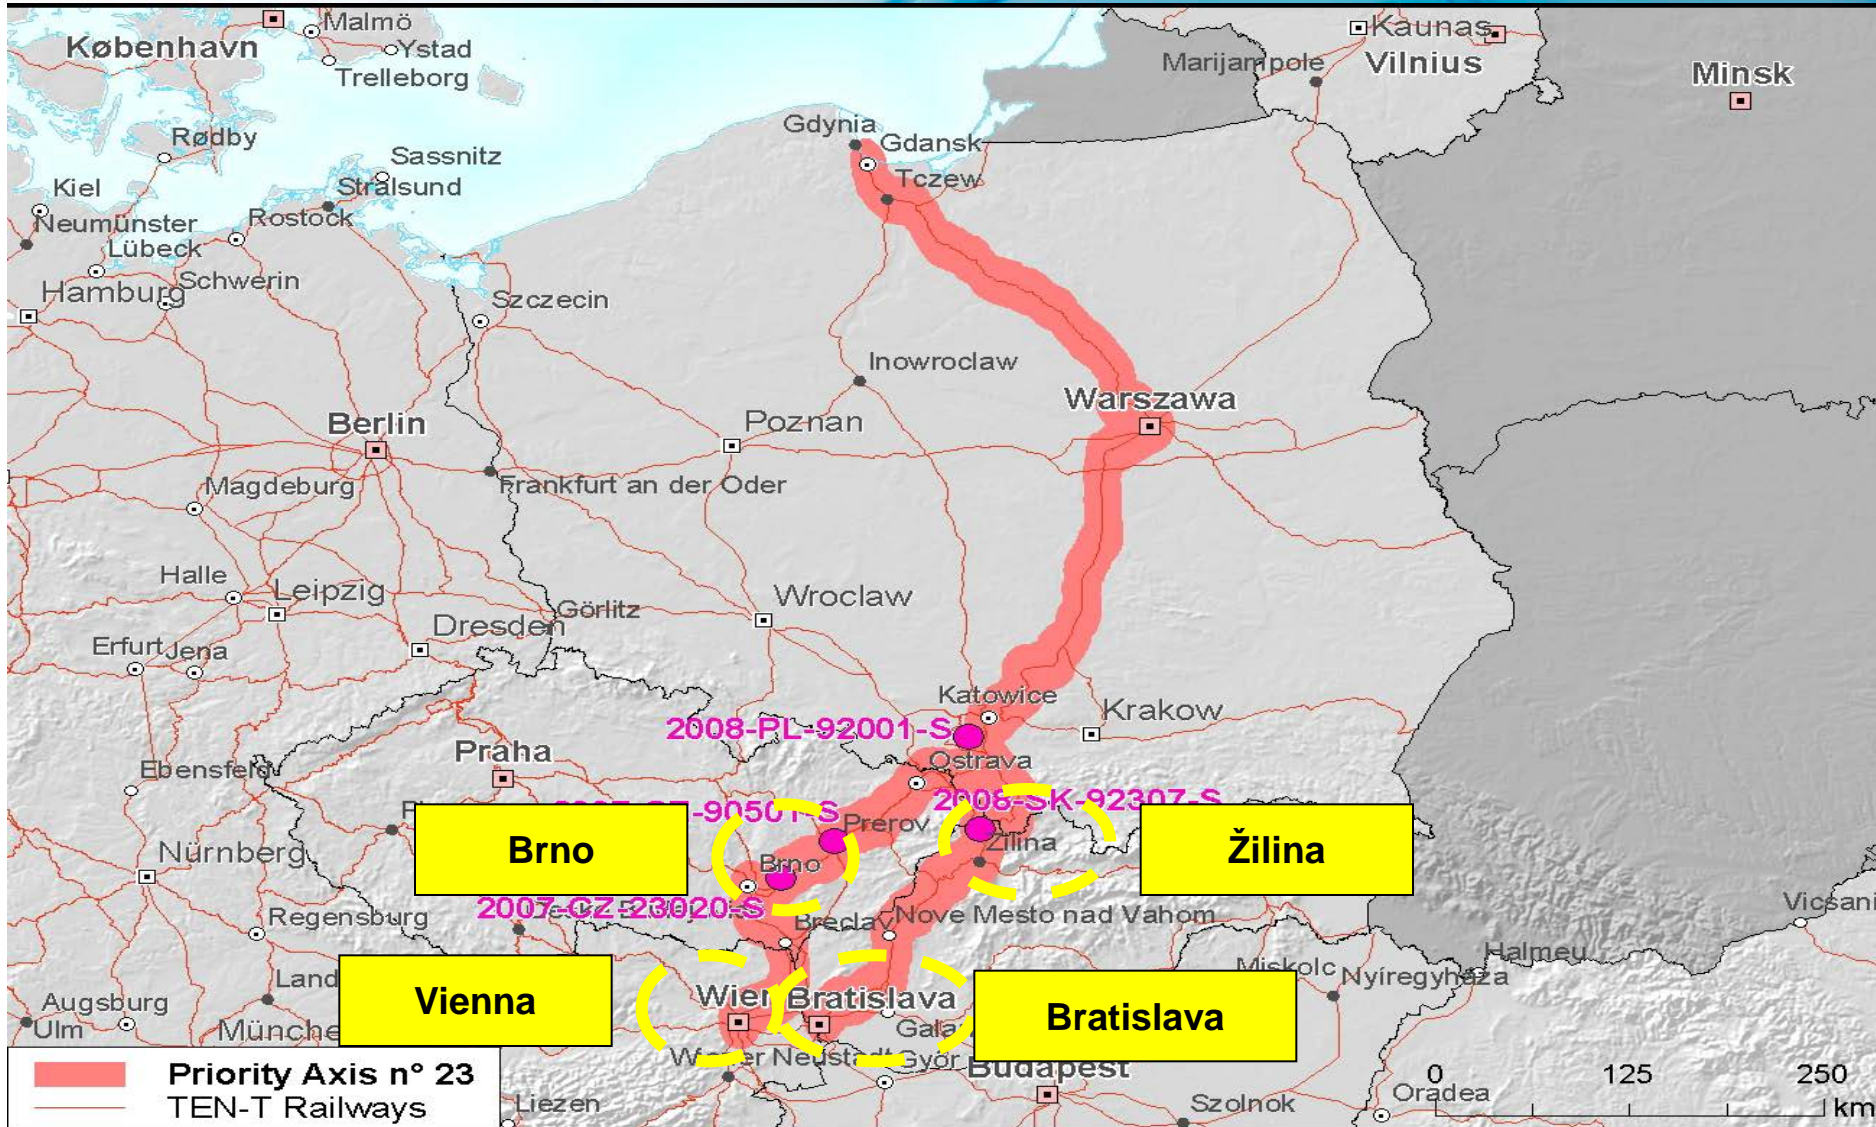 Malmö
København
Ystad
Trelleborg
Kaunas
Vilnius
Marijampole
Minsk
Gdynia
Gdansk
Tczew
Rødby
Sassnitz
Stralsund
Kiel
Neumünster
Rostock
Lübeck
Schwerin
Hamburg
Szczecin
Inowroclaw
Warszawa
Berlin
Poznan
Magdeburg
Frankfurt an der Oder
Halle
Leipzig
Wroclaw
Görlitz
Dresden
Erfurt
Jena
Katowice
Krakow
2008-PL-92001-S
Praha
Ostrava
Ebensfeld
2008-SK-92307-S
-90501-S
Prerov
Brno
Žilina
Nürnberg
Zilina
Brno
2007-CZ-23020-S
Regensburg
Breclav
Nove Mesto nad Vahom
Vicsani
Halmeu
Miskolc
Nyíregyháza
Land
Vienna
Wien
Bratislava
Bratislava
Augsburg
Ulm
Münche
Gala
Wiener Neustadt
Györ
Budapest
Priority Axis n° 23
TEN-T Railways
Liezen
Szolnok
Oradea
0 125 250
km